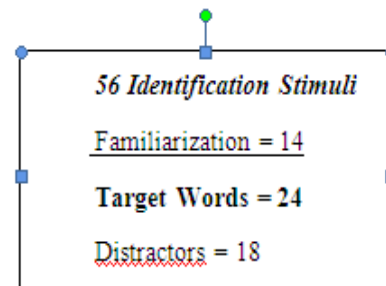 56 Identification Stimuli
Familiarization = 14
Target Words = 24
Distractors = 18